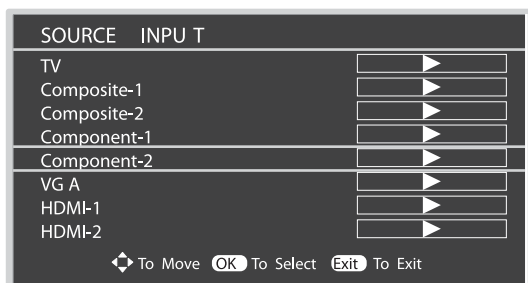 SOURCE INPU T
TV
Composite-1
Composite-2
Component-1
Component-2
VG A
HDMI-1
HDMI-2
To Move OK To Select Exit To Exit